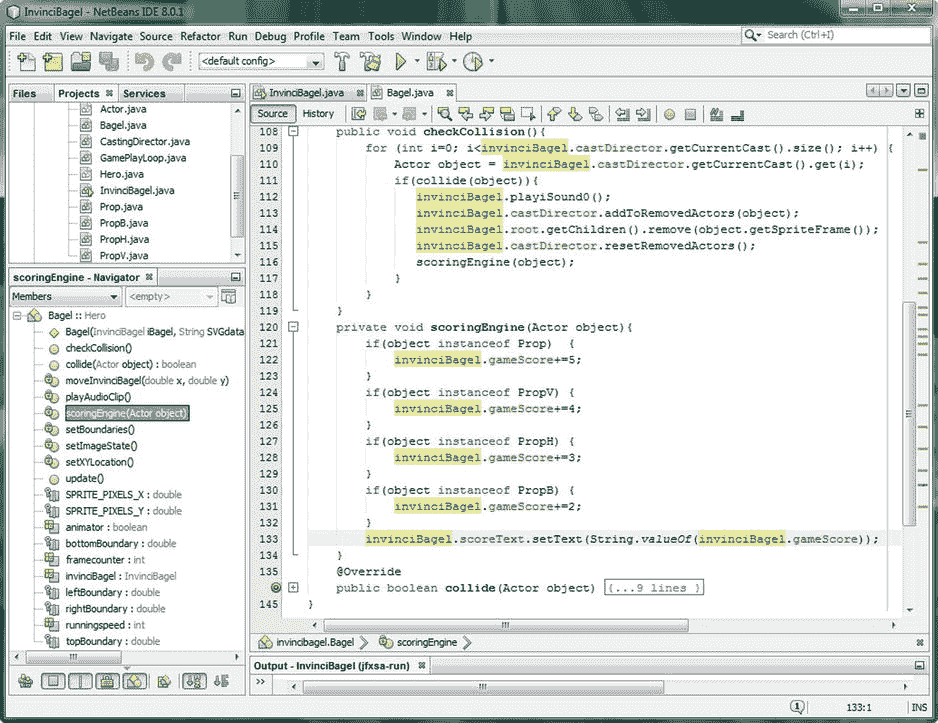 InvinciBagel - NetBeans IDE 8.0.1
File Edit View Navigate Source Refactor Run Debug Profile Team Tools Window Help
Search (Ctrl+I)
<default config>
Files Projects Services
Actor.java
Bagel.java
CastingDirector.java
GamePlayLoop.java
Hero.java
InvinciBagel.java
Prop.java
PropB.java
PropH.java
PropV.java
scoringEngine - Navigator
Members <empty>
Bagel :: Hero
Bagel(InvinciBagel iBagel, String SVGdata
checkCollision()
collide(Actor object) : boolean
moveInvinciBagel(double x, double y)
playAudioClip()
scoringEngine(Actor object)
setBoundaries()
setImageState()
setXYLocation()
update()
SPRITE_PIXELS_X : double
SPRITE_PIXELS_Y : double
animator : boolean
bottomBoundary : double
framecounter : int
invinciBagel : InvinciBagel
leftBoundary : double
rightBoundary : double
runningspeed : int
topBoundary : double
InvinciBagel.java Bagel.java
Source History
108 public void checkCollision(){
109 for (int i=0; i<invinciBagel.castDirector.getCurrentCast().size(); i++) {
110 Actor object = invinciBagel.castDirector.getCurrentCast().get(i);
111 if(collide(object)){
112 invinciBagel.playiSound0();
113 invinciBagel.castDirector.addToRemovedActors(object);
114 invinciBagel.root.getChildren().remove(object.getSpriteFrame());
115 invinciBagel.castDirector.resetRemovedActors();
116 scoringEngine(object);
117 }
118 }
119 }
120 private void scoringEngine(Actor object){
121 if(object instanceof Prop) {
122 invinciBagel.gameScore+=5;
123 }
124 if(object instanceof PropV) {
125 invinciBagel.gameScore+=4;
126 }
127 if(object instanceof PropH) {
128 invinciBagel.gameScore+=3;
129 }
130 if(object instanceof PropB) {
131 invinciBagel.gameScore+=2;
132 }
133 invinciBagel.scoreText.setText(String.valueOf(invinciBagel.gameScore));
134 }
135 @Override
public boolean collide(Actor object) {...9 lines }
145 }
invincibagel.Bagel scoringEngine
Output - InvinciBagel (jfxsa-run)
1 133:1 INS